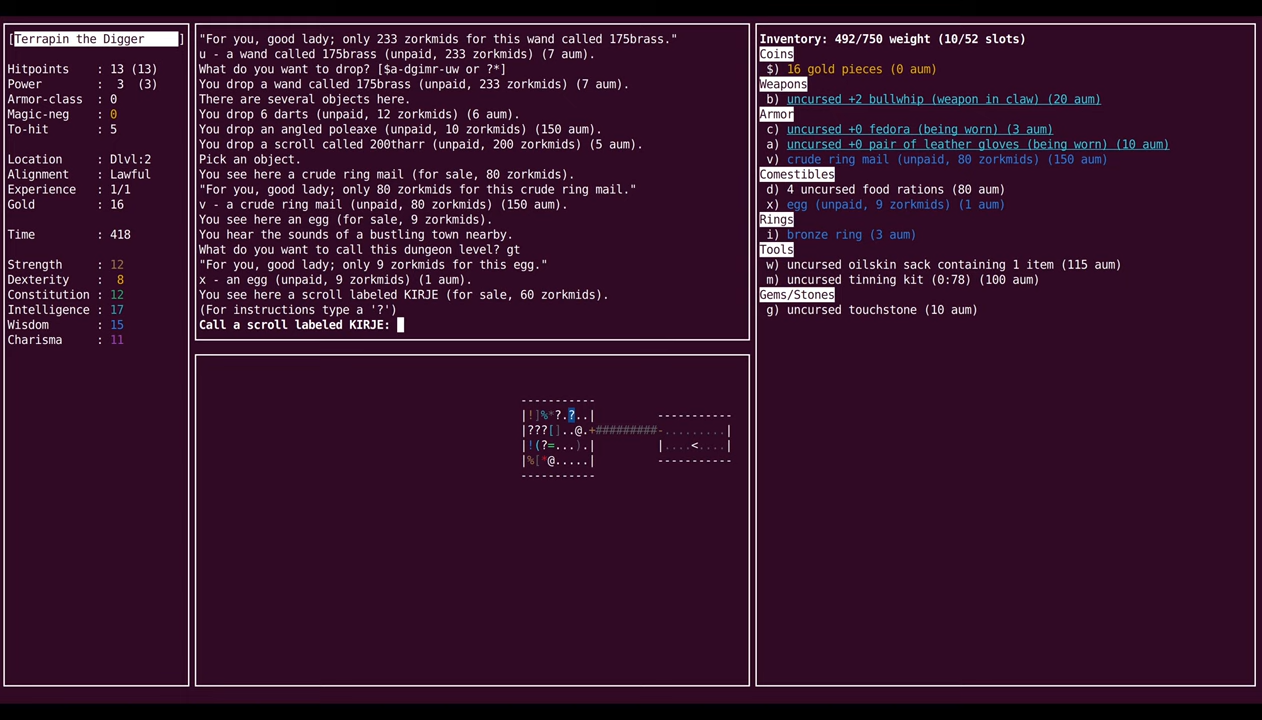 [Terrapin the Digger     ]
Hitpoints    : 13 (13)
Power        :  3  (3)
Armor-class  : 0
Magic-neg    : 0
To-hit       : 5
Location     : Dlvl:2
Alignment    : Lawful
Experience   : 1/1
Gold         : 16
Time         : 418
Strength     : 12
Dexterity    :  8
Constitution : 12
Intelligence : 17
Wisdom       : 15
Charisma     : 11
"For you, good lady; only 233 zorkmids for this wand called 175brass."
u - a wand called 175brass (unpaid, 233 zorkmids) (7 aum).
What do you want to drop? [$a-dgimr-uw or ?*]
You drop a wand called 175brass (unpaid, 233 zorkmids) (7 aum).
There are several objects here.
You drop 6 darts (unpaid, 12 zorkmids) (6 aum).
You drop an angled poleaxe (unpaid, 10 zorkmids) (150 aum).
You drop a scroll called 200tharr (unpaid, 200 zorkmids) (5 aum).
Pick an object.
You see here a crude ring mail (for sale, 80 zorkmids).
"For you, good lady; only 80 zorkmids for this crude ring mail."
v - a crude ring mail (unpaid, 80 zorkmids) (150 aum).
You see here an egg (for sale, 9 zorkmids).
You hear the sounds of a bustling town nearby.
What do you want to call this dungeon level? gt
"For you, good lady; only 9 zorkmids for this egg."
x - an egg (unpaid, 9 zorkmids) (1 aum).
You see here a scroll labeled KIRJE (for sale, 60 zorkmids).
(For instructions type a '?')
Call a scroll labeled KIRJE:
-----------
|!]%*?.?..|         -----------
|???[]..@.+#########-.........|
|!(?=...).|         |....<....|
|%[*@.....|         -----------
-----------
Inventory: 492/750 weight (10/52 slots)
Coins
$) 16 gold pieces (0 aum)
Weapons
b) uncursed +2 bullwhip (weapon in claw) (20 aum)
Armor
c) uncursed +0 fedora (being worn) (3 aum)
a) uncursed +0 pair of leather gloves (being worn) (10 aum)
v) crude ring mail (unpaid, 80 zorkmids) (150 aum)
Comestibles
d) 4 uncursed food rations (80 aum)
x) egg (unpaid, 9 zorkmids) (1 aum)
Rings
i) bronze ring (3 aum)
Tools
w) uncursed oilskin sack containing 1 item (115 aum)
m) uncursed tinning kit (0:78) (100 aum)
Gems/Stones
g) uncursed touchstone (10 aum)